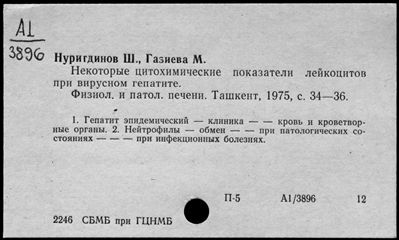 А1
3896
Нуригдинов Ш., Газиева М.
Некоторые цитохимические показатели лейкоцитов
при вирусном гепатите.
Физиол. и патол. печени. Ташкент, 1975, с. 34—36.
1. Гепатит эпидемический — клиника — — кровь и кроветвор-
ные органы. 2. Нейтрофилы — обмен — — при патологических со-
стояниях — — — при инфекционных болезнях.
П-5 А1/3896 12
2246 СБМБ при ГЦНМБ